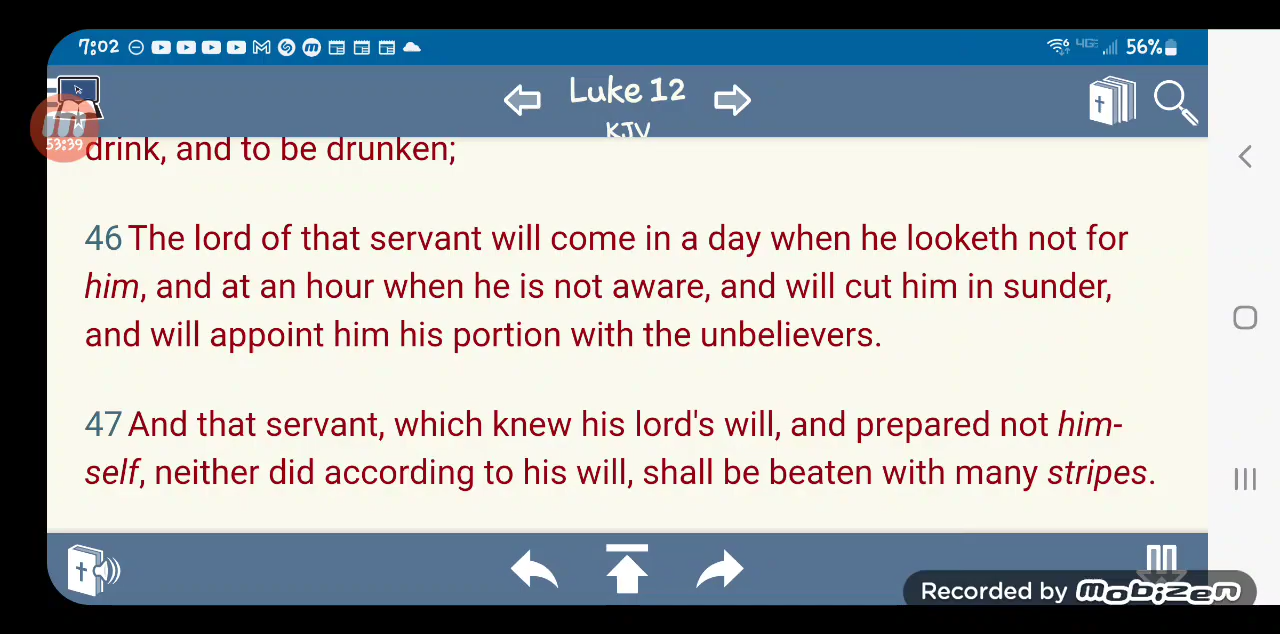 7:02
4GE 56%
Luke 12
KJV
53:39
drink, and to be drunken;
46 The lord of that servant will come in a day when he looketh not for
him, and at an hour when he is not aware, and will cut him in sunder,
and will appoint him his portion with the unbelievers.
47 And that servant, which knew his lord's will, and prepared not him-
self, neither did according to his will, shall be beaten with many stripes.
Recorded by mobizen